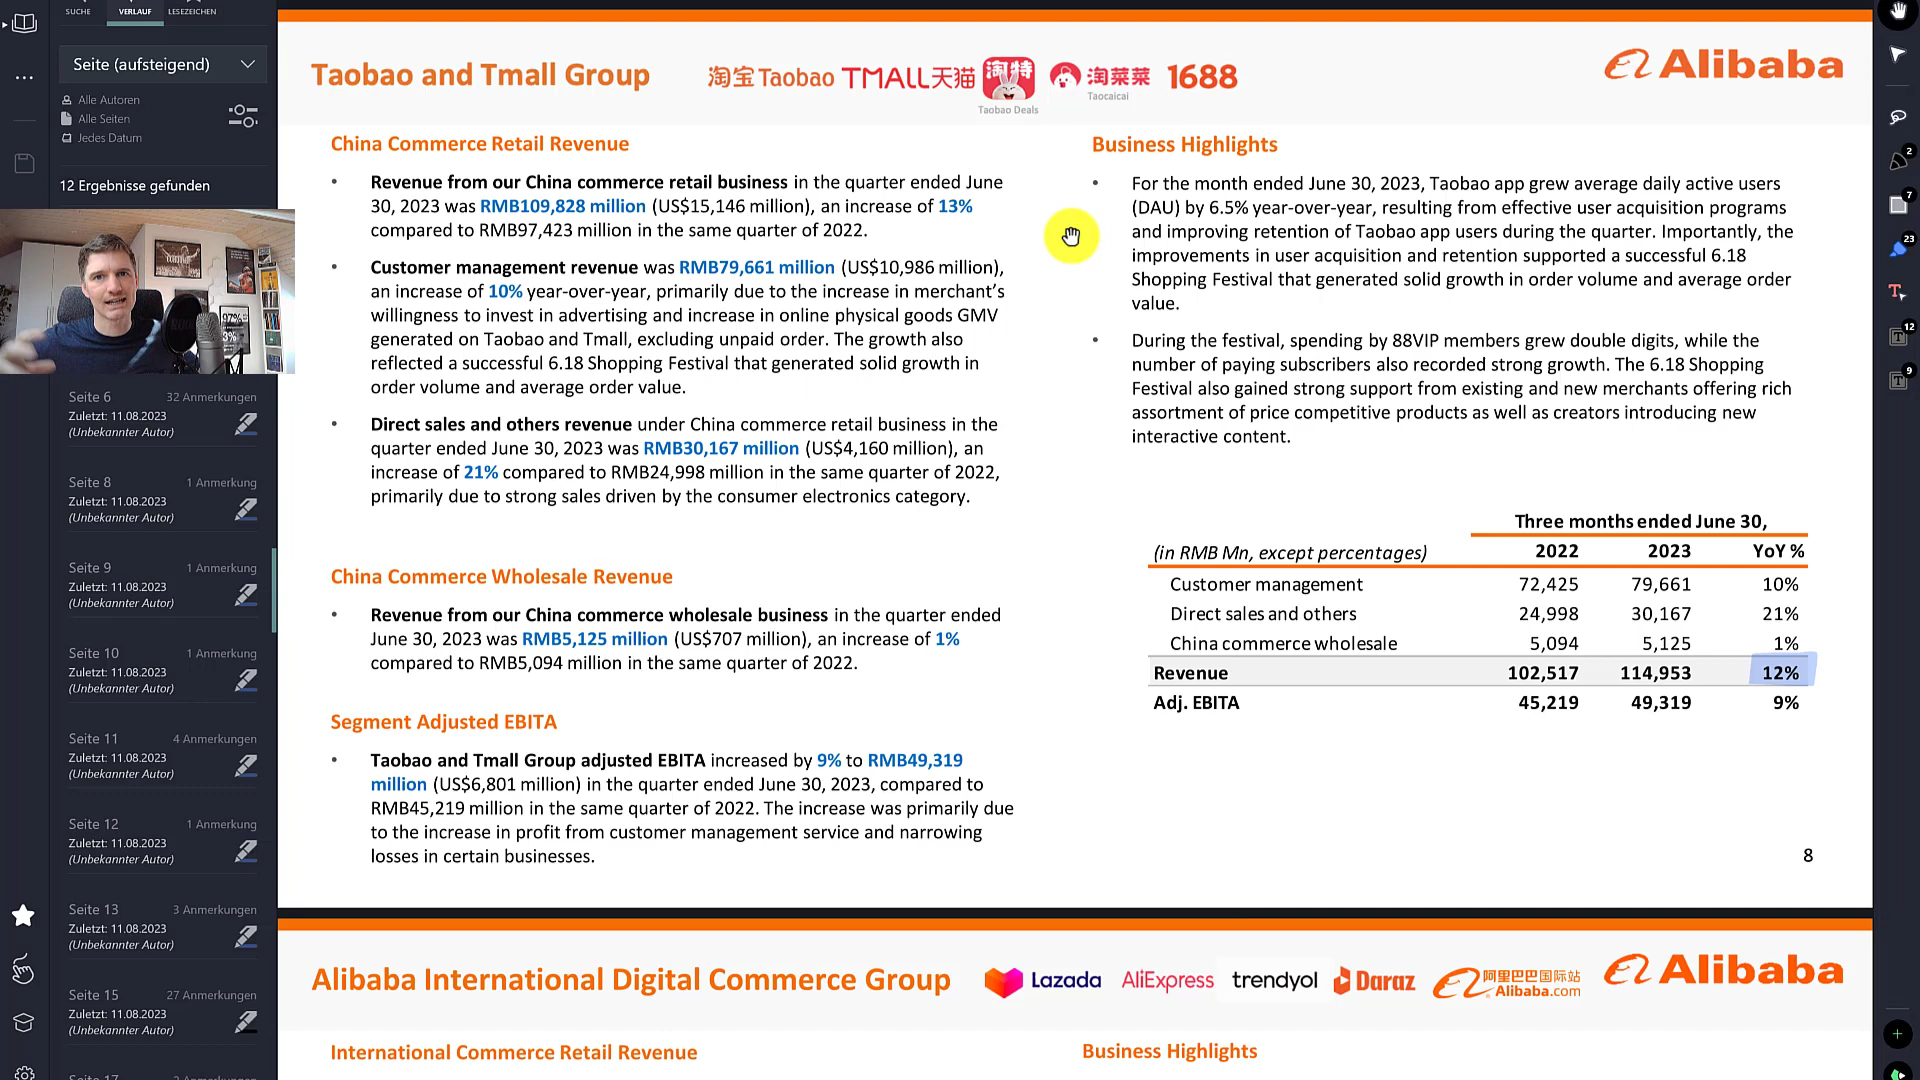 SUCHE
VERLAUF
LESEZEICHEN
Seite (aufsteigend)
Alle Autoren
Alle Seiten
Jedes Datum
12 Ergebnisse gefunden
97%
3%
Seite 6
32 Anmerkungen
Zuletzt: 11.08.2023
(Unbekannter Autor)
Seite 8
1 Anmerkung
Zuletzt: 11.08.2023
(Unbekannter Autor)
Seite 9
1 Anmerkung
Zuletzt: 11.08.2023
(Unbekannter Autor)
Seite 10
1 Anmerkung
Zuletzt: 11.08.2023
(Unbekannter Autor)
Seite 11
4 Anmerkungen
Zuletzt: 11.08.2023
(Unbekannter Autor)
Seite 12
1 Anmerkung
Zuletzt: 11.08.2023
(Unbekannter Autor)
Seite 13
3 Anmerkungen
Zuletzt: 11.08.2023
(Unbekannter Autor)
Seite 15
27 Anmerkungen
Zuletzt: 11.08.2023
(Unbekannter Autor)
Taobao and Tmall Group
淘宝 Taobao
TMALL天猫
淘特
Taobao Deals
淘菜菜
Taocaicai
1688
Alibaba
China Commerce Retail Revenue
• Revenue from our China commerce retail business in the quarter ended June
30, 2023 was RMB109,828 million (US$15,146 million), an increase of 13%
compared to RMB97,423 million in the same quarter of 2022.
• Customer management revenue was RMB79,661 million (US$10,986 million),
an increase of 10% year-over-year, primarily due to the increase in merchant's
willingness to invest in advertising and increase in online physical goods GMV
generated on Taobao and Tmall, excluding unpaid order. The growth also
reflected a successful 6.18 Shopping Festival that generated solid growth in
order volume and average order value.
• Direct sales and others revenue under China commerce retail business in the
quarter ended June 30, 2023 was RMB30,167 million (US$4,160 million), an
increase of 21% compared to RMB24,998 million in the same quarter of 2022,
primarily due to strong sales driven by the consumer electronics category.
China Commerce Wholesale Revenue
• Revenue from our China commerce wholesale business in the quarter ended
June 30, 2023 was RMB5,125 million (US$707 million), an increase of 1%
compared to RMB5,094 million in the same quarter of 2022.
Segment Adjusted EBITA
• Taobao and Tmall Group adjusted EBITA increased by 9% to RMB49,319
million (US$6,801 million) in the quarter ended June 30, 2023, compared to
RMB45,219 million in the same quarter of 2022. The increase was primarily due
to the increase in profit from customer management service and narrowing
losses in certain businesses.
Business Highlights
• For the month ended June 30, 2023, Taobao app grew average daily active users
(DAU) by 6.5% year-over-year, resulting from effective user acquisition programs
and improving retention of Taobao app users during the quarter. Importantly, the
improvements in user acquisition and retention supported a successful 6.18
Shopping Festival that generated solid growth in order volume and average order
value.
• During the festival, spending by 88VIP members grew double digits, while the
number of paying subscribers also recorded strong growth. The 6.18 Shopping
Festival also gained strong support from existing and new merchants offering rich
assortment of price competitive products as well as creators introducing new
interactive content.
Three months ended June 30,
(in RMB Mn, except percentages) 2022 2023 YoY %
Customer management 72,425 79,661 10%
Direct sales and others 24,998 30,167 21%
China commerce wholesale 5,094 5,125 1%
Revenue 102,517 114,953 12%
Adj. EBITA 45,219 49,319 9%
8
Alibaba International Digital Commerce Group
Lazada
AliExpress
trendyol
Daraz
阿里巴巴国际站
Alibaba.com
Alibaba
International Commerce Retail Revenue
Business Highlights
2
7
23
12
9